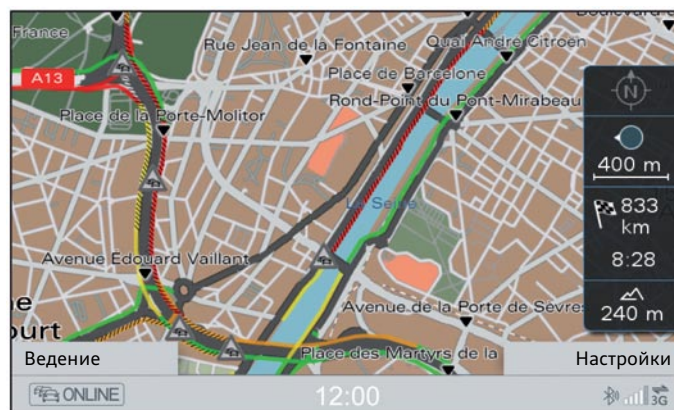 France
Boulevard
Rue Jean de la Fontaine
Quai André Citroën
A13
Place de Barcelone
Place de la Porte-Molitor
Rond-Point du Pont-Mirabeau
400 m
La Seine
833
km
Avenue Edouard Vaillant
8:28
ne
Avenue de la Porte de Sèvres
240 m
ourt
Ведение
Place des Martyrs de la
Настройки
ONLINE
12:00
3G